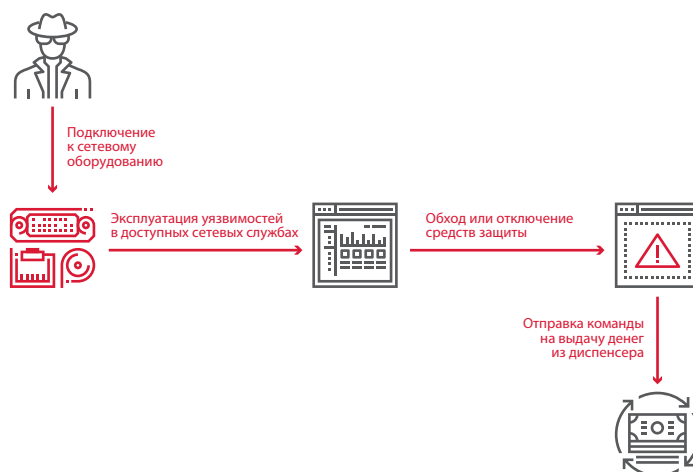 Подключение
к сетевому
оборудованию
Эксплуатация уязвимостей
в доступных сетевых службах
Обход или отключение
средств защиты
Отправка команды
на выдачу денег
из диспенсера